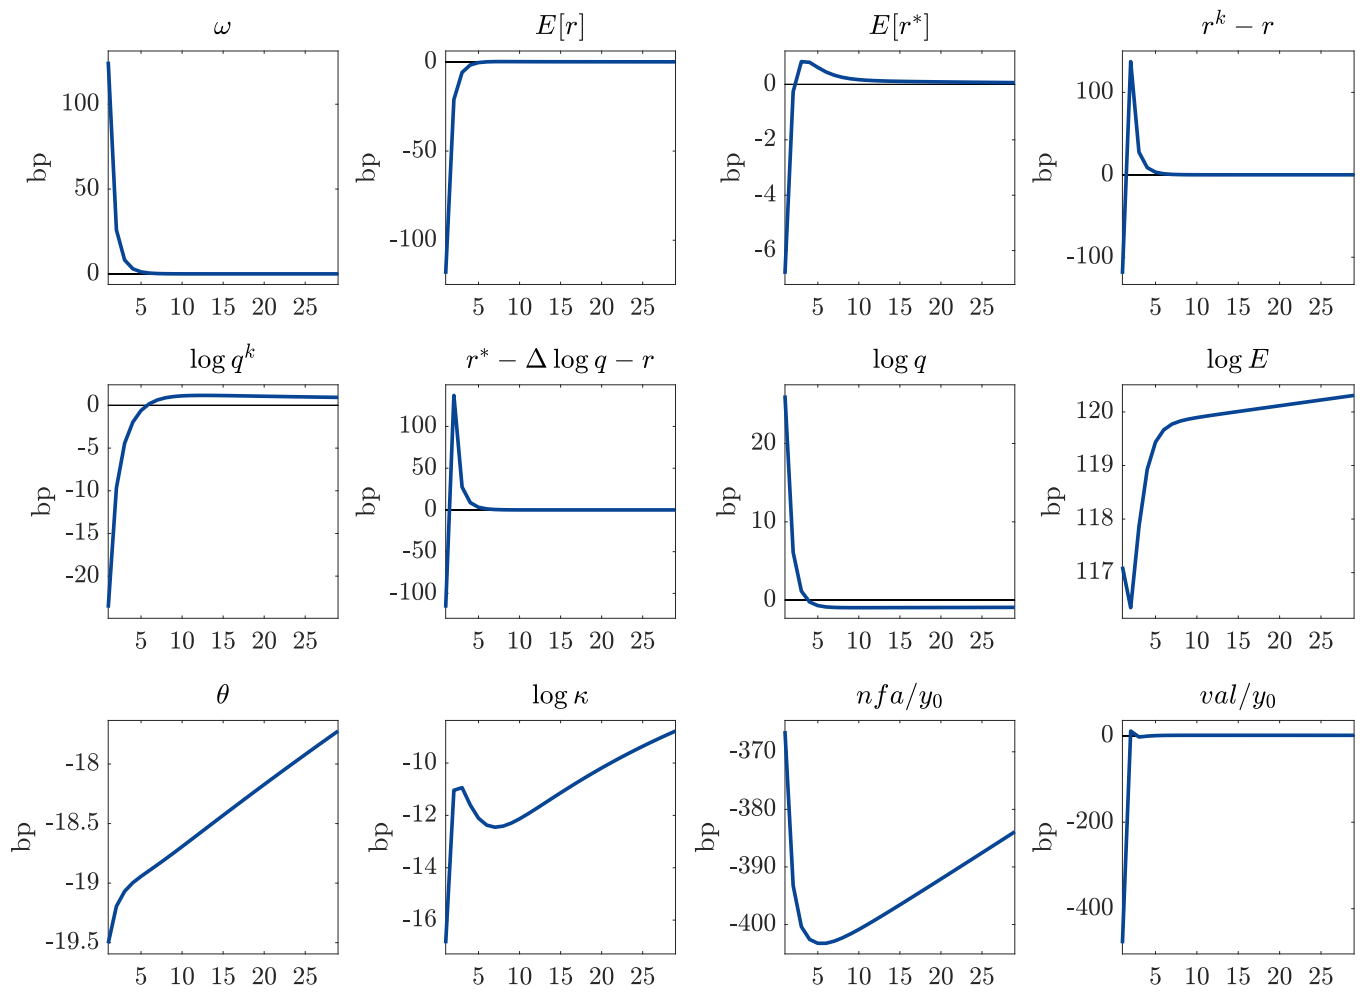 ω E[r] E[r*] r^k − r
bp 100 50 0 5 10 15 20 25
bp 0 -50 -100 5 10 15 20 25
bp 0 -2 -4 -6 5 10 15 20 25
bp 100 0 -100 5 10 15 20 25
log q^k r* − Δ log q − r log q log E
bp 0 -5 -10 -15 -20 5 10 15 20 25
bp 100 50 0 -50 -100 5 10 15 20 25
bp 20 10 0 5 10 15 20 25
bp 120 119 118 117 5 10 15 20 25
θ log κ nfa/y₀ val/y₀
bp -18 -18.5 -19 -19.5 5 10 15 20 25
bp -10 -12 -14 -16 5 10 15 20 25
bp -370 -380 -390 -400 5 10 15 20 25
bp 0 -200 -400 5 10 15 20 25